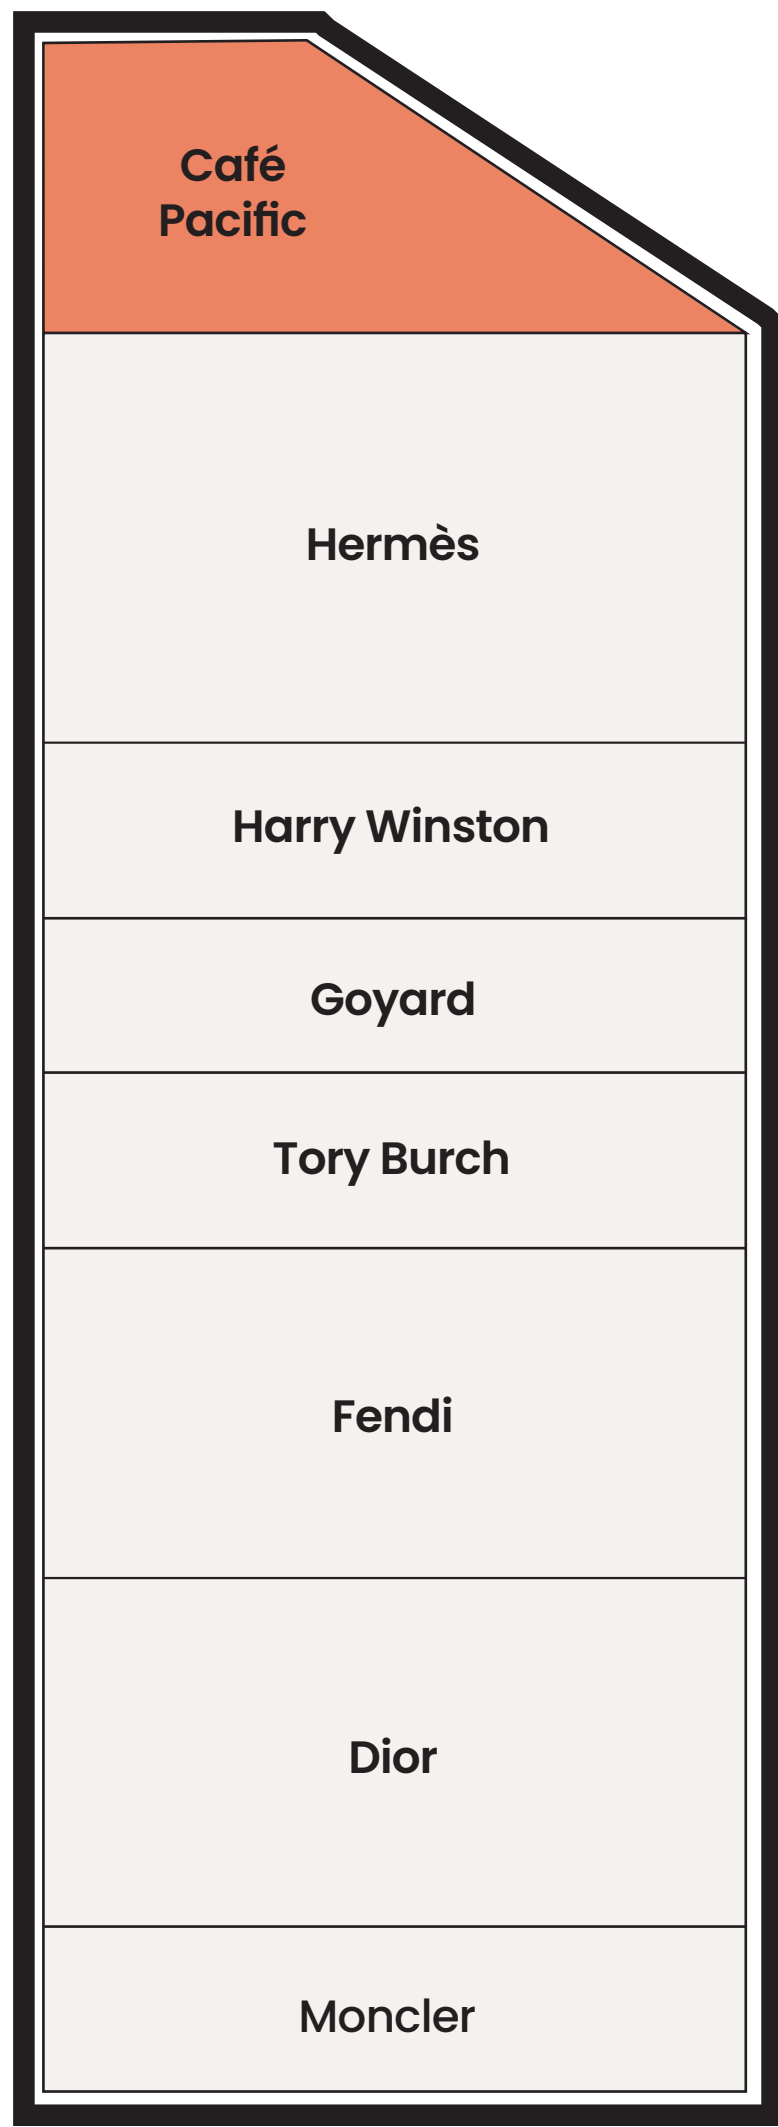 Café
Pacific
Hermès
Harry Winston
Goyard
Tory Burch
Fendi
Dior
Moncler